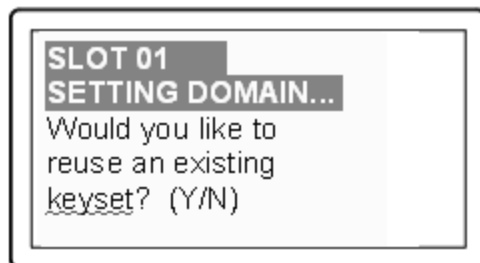 SLOT 01
SETTING DOMAIN...
Would you like to
reuse an existing
keyset? (Y/N)